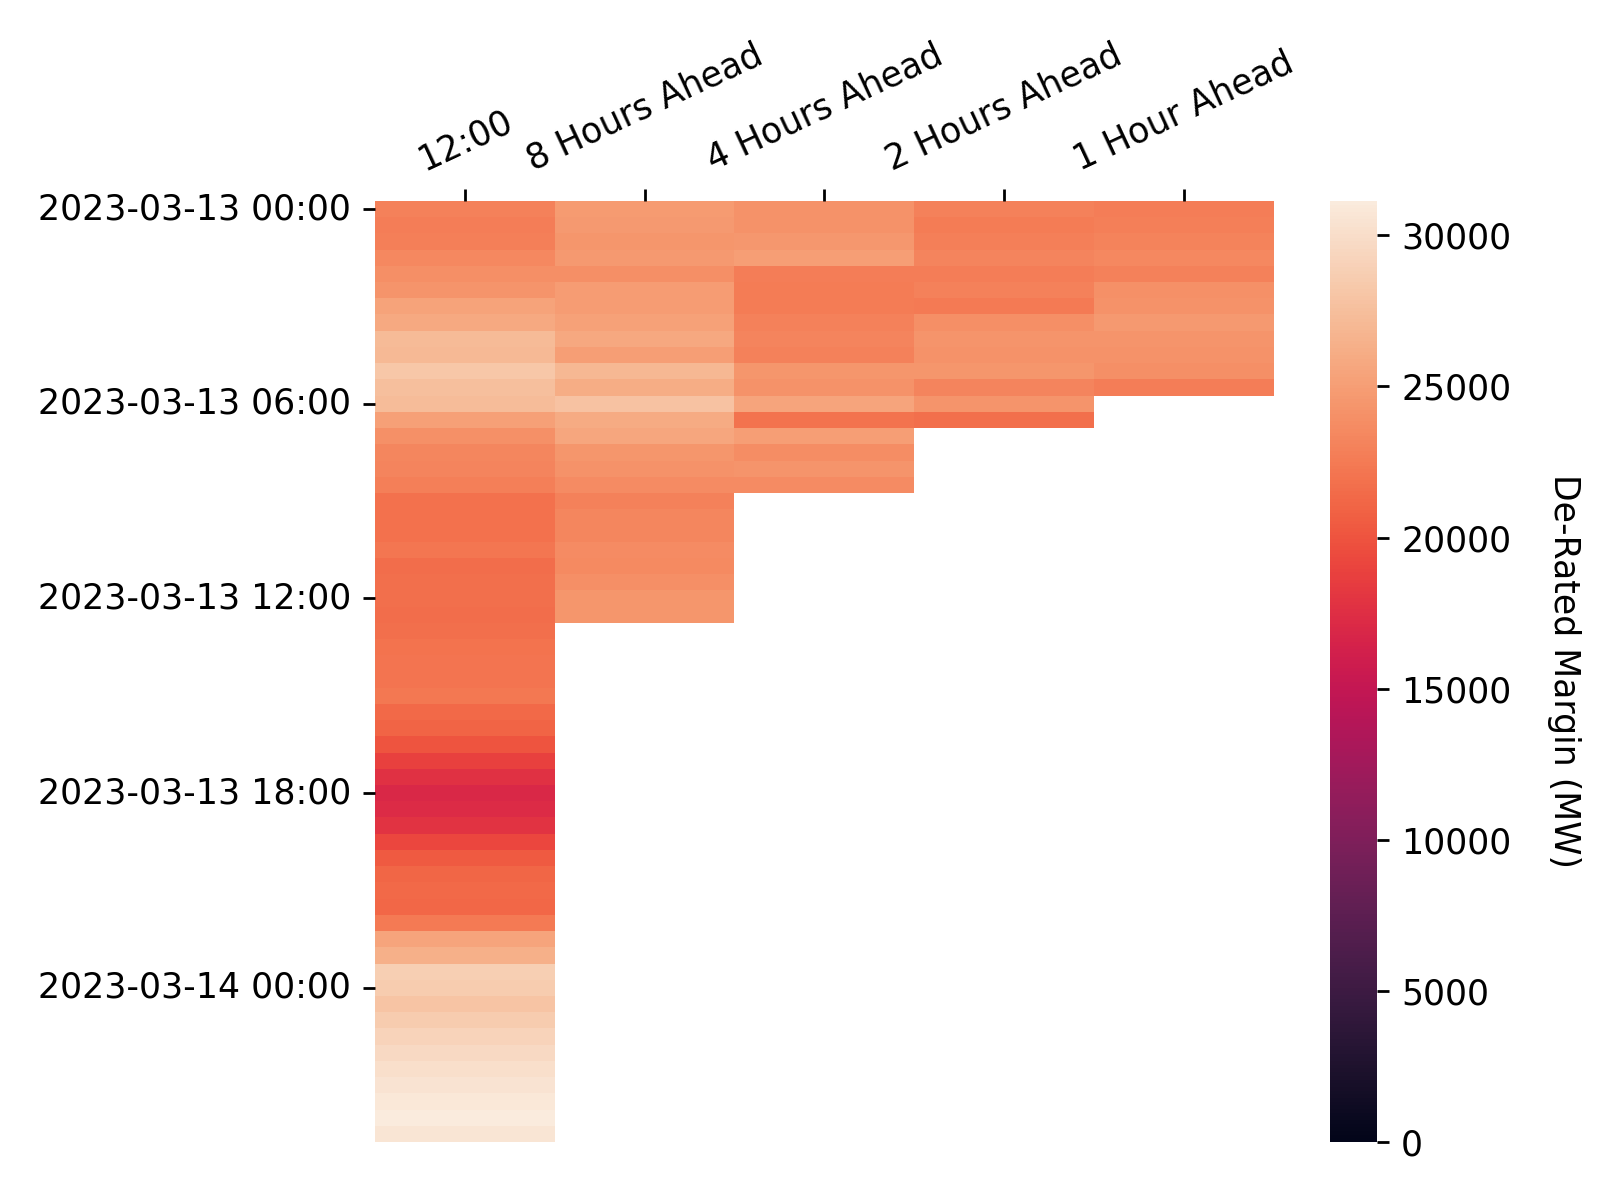 12:00
8 Hours Ahead
4 Hours Ahead
2 Hours Ahead
1 Hour Ahead
2023-03-13 00:00
2023-03-13 06:00
2023-03-13 12:00
2023-03-13 18:00
2023-03-14 00:00
30000
25000
20000
15000
10000
5000
0
De-Rated Margin (MW)